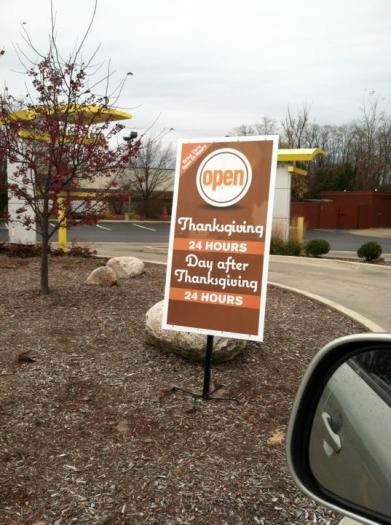 open
Thanksgiving
24 HOURS
Day after
Thanksgiving
24 HOURS